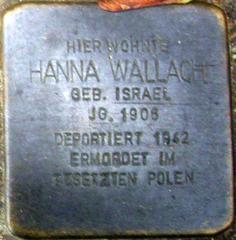 HIER WOHNTE
HANNA WALLACH
GEB. ISRAEL
JG. 1906
DEPORTIERT 1942
ERMORDET IM
BESETZTEN POLEN